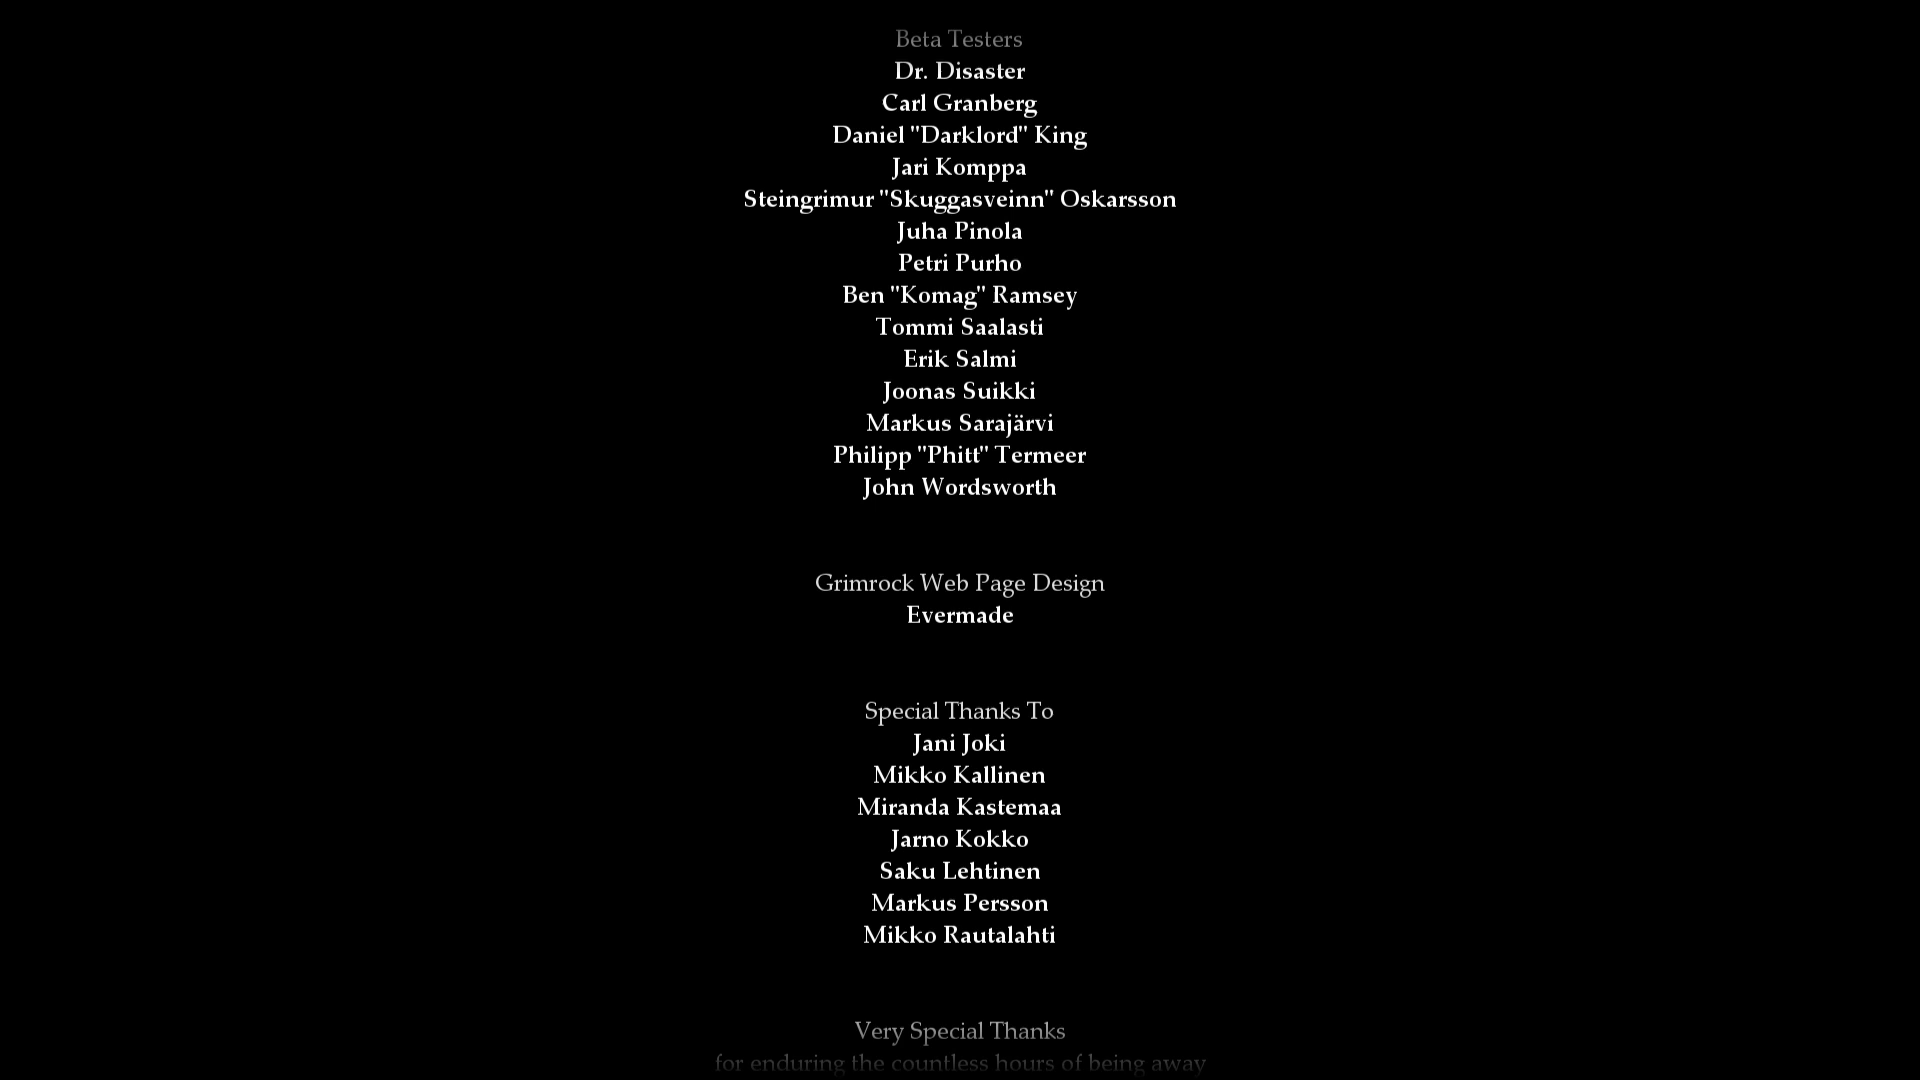 Beta Testers
Dr. Disaster
Carl Granberg
Daniel "Darklord" King
Jari Komppa
Steingrimur "Skuggasveinn" Oskarsson
Juha Pinola
Petri Purho
Ben "Komag" Ramsey
Tommi Saalasti
Erik Salmi
Joonas Suikki
Markus Sarajärvi
Philipp "Phitt" Termeer
John Wordsworth
Grimrock Web Page Design
Evermade
Special Thanks To
Jani Joki
Mikko Kallinen
Miranda Kastemaa
Jarno Kokko
Saku Lehtinen
Markus Persson
Mikko Rautalahti
Very Special Thanks
for enduring the countless hours of being away